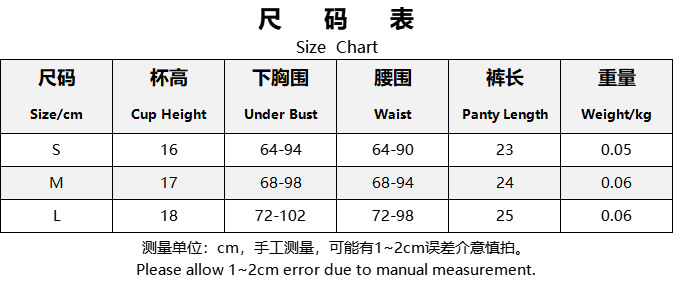 尺 码 表
Size Chart
尺码 杯高 下胸围 腰围 裤长 重量
Size/cm Cup Height Under Bust Waist Panty Length Weight/kg
S 16 64-94 64-90 23 0.05
M 17 68-98 68-94 24 0.06
L 18 72-102 72-98 25 0.06
测量单位：cm，手工测量，可能有1~2cm误差介意慎拍。
Please allow 1~2cm error due to manual measurement.